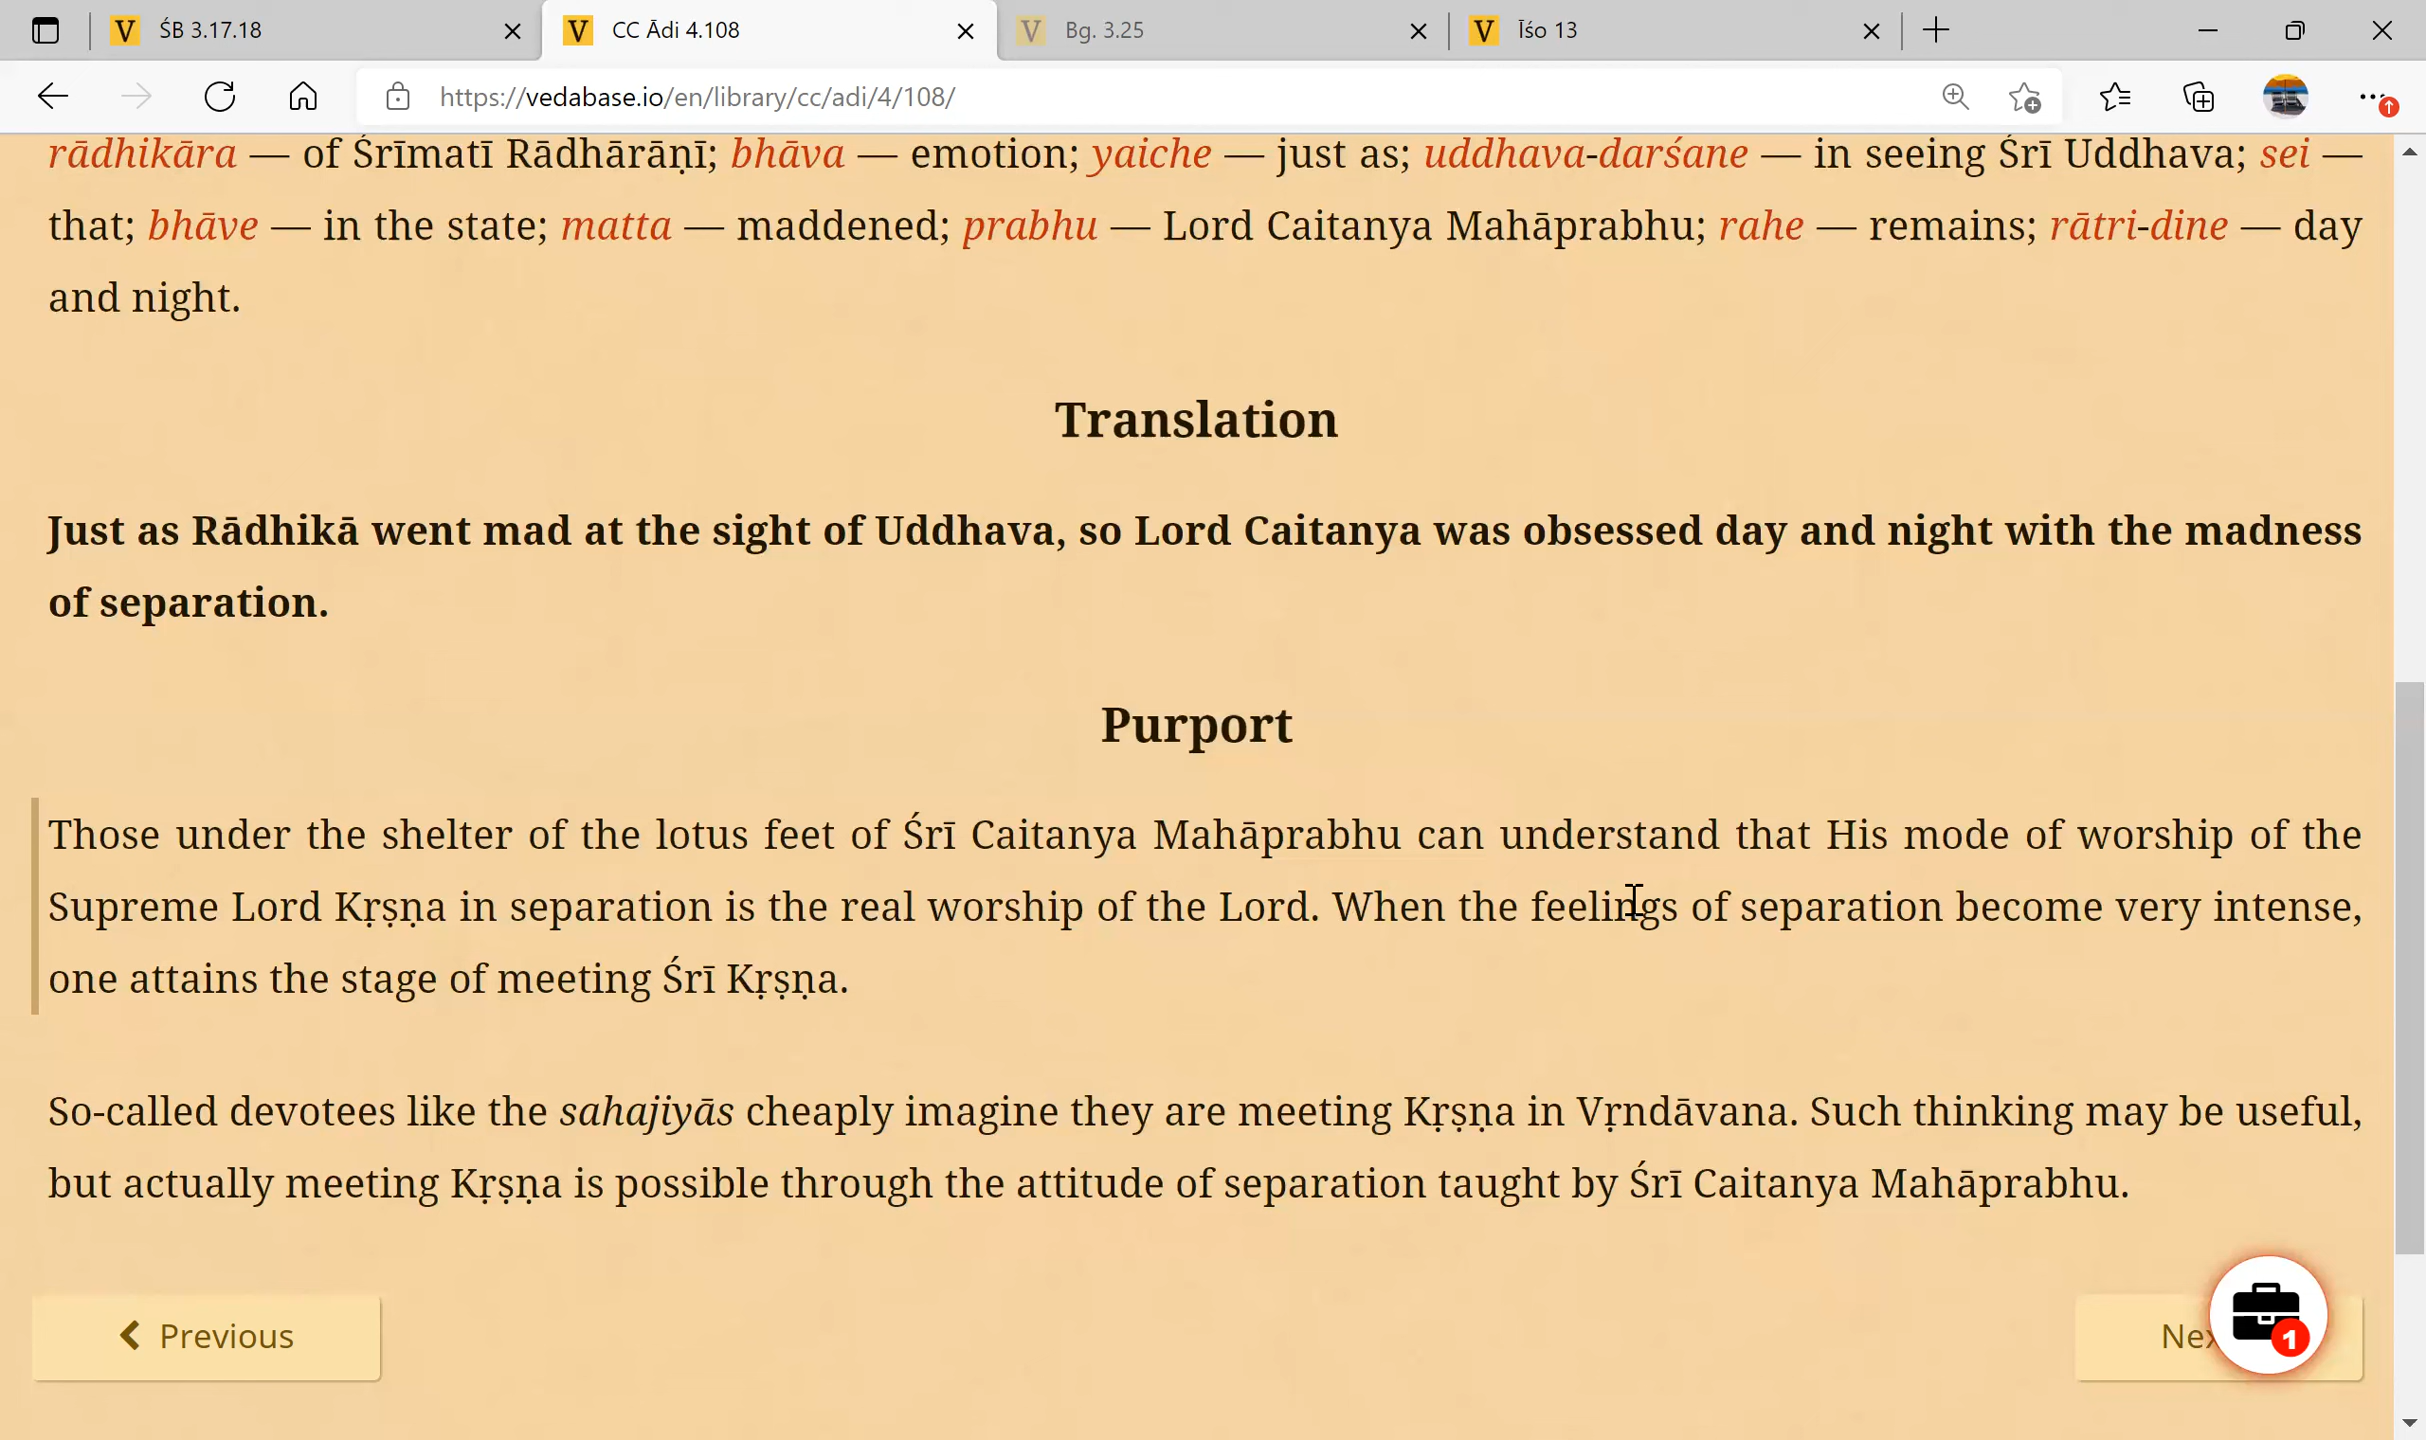 ŚB 3.17.18
CC Ādi 4.108
Bg. 3.25
Īśo 13
https://vedabase.io/en/library/cc/adi/4/108/
rādhikāra — of Śrīmatī Rādhārāṇī; bhāva — emotion; yaiche — just as; uddhava-darśane — in seeing Śrī Uddhava; sei —
that; bhāve — in the state; matta — maddened; prabhu — Lord Caitanya Mahāprabhu; rahe — remains; rātri-dine — day
and night.
Translation
Just as Rādhikā went mad at the sight of Uddhava, so Lord Caitanya was obsessed day and night with the madness
of separation.
Purport
Those under the shelter of the lotus feet of Śrī Caitanya Mahāprabhu can understand that His mode of worship of the
Supreme Lord Kṛṣṇa in separation is the real worship of the Lord. When the feelings of separation become very intense,
one attains the stage of meeting Śrī Kṛṣṇa.
So-called devotees like the sahajiyās cheaply imagine they are meeting Kṛṣṇa in Vṛndāvana. Such thinking may be useful,
but actually meeting Kṛṣṇa is possible through the attitude of separation taught by Śrī Caitanya Mahāprabhu.
Previous
1